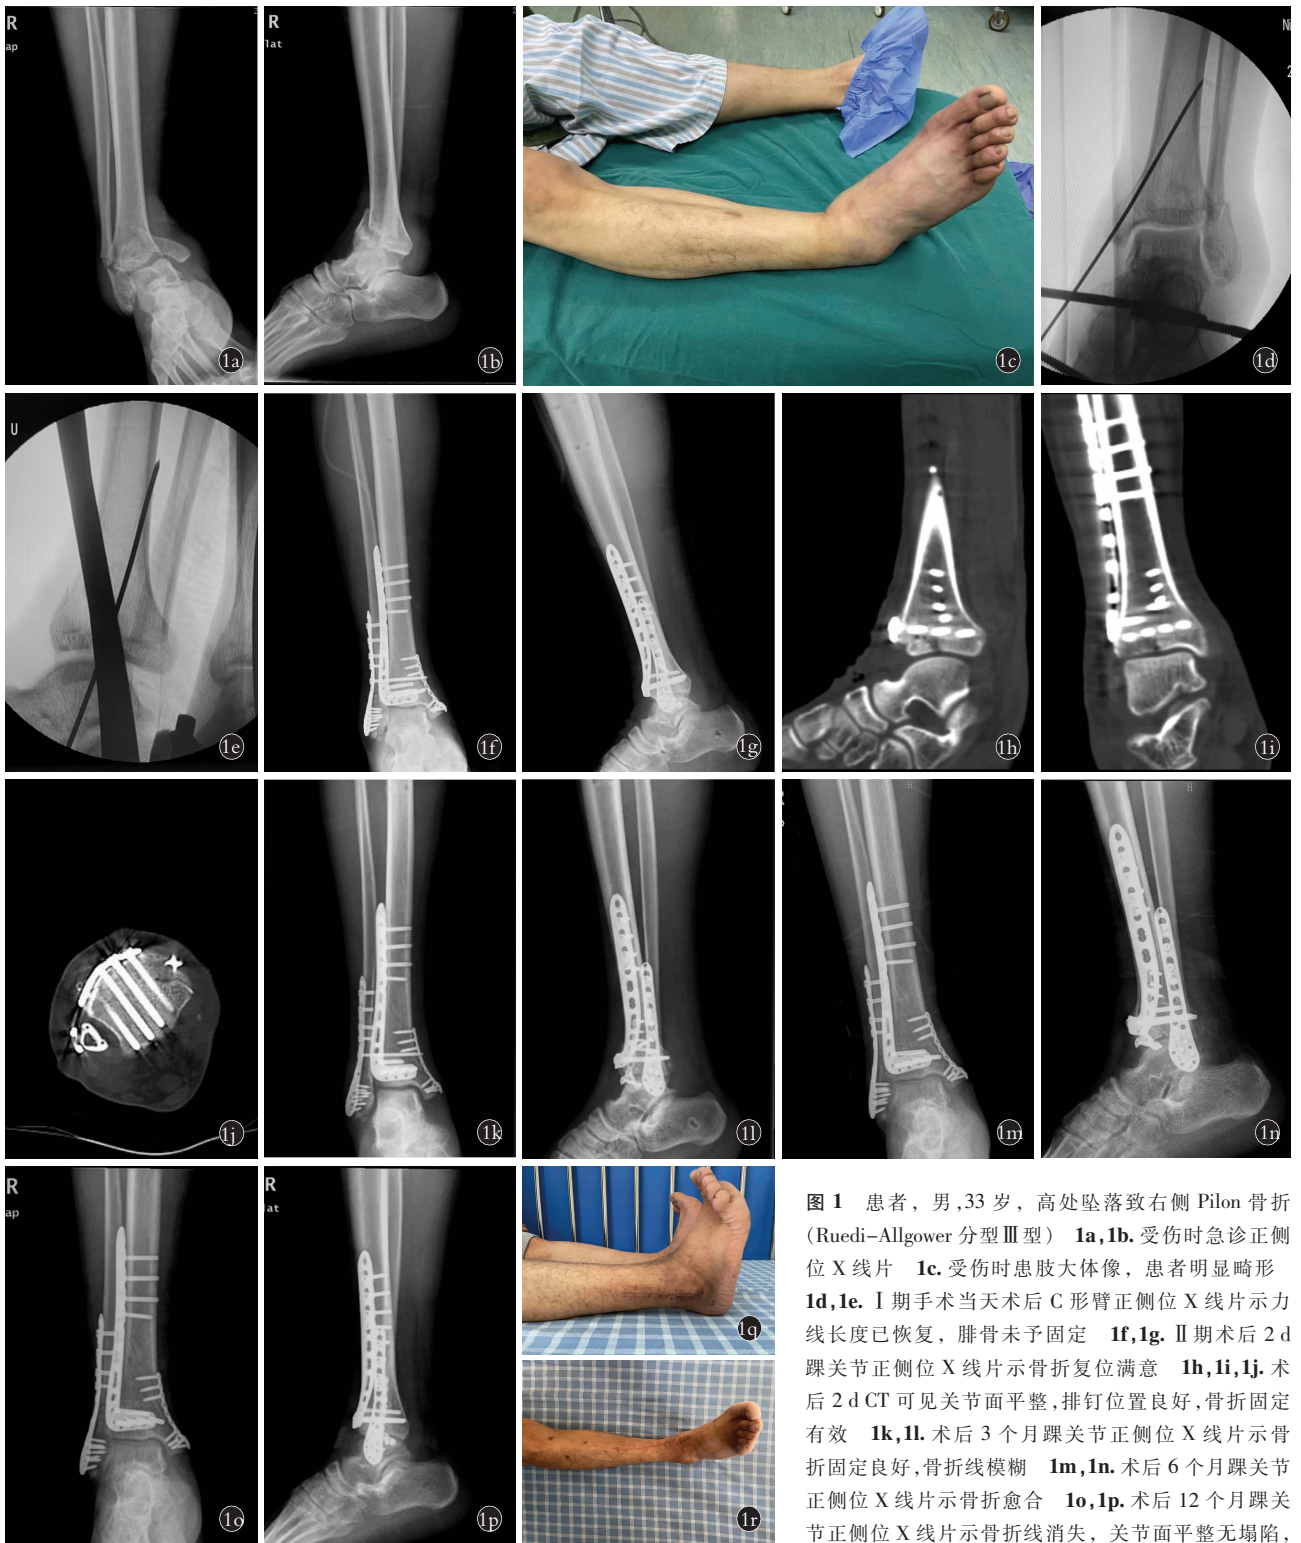 R
ap
1a
R
lat
1b
1c
1d
2
U
1e
1f
1g
1h
1i
1j
1k
1l
1m
H
1n
R
ap
1o
R
lat
1p
1q
1r
图 1 患者，男,33 岁，高处坠落致右侧 Pilon 骨折
(Ruedi-Allgower 分型Ⅲ型) 1a,1b. 受伤时急诊正侧
位 X 线片 1c. 受伤时患肢大体像，患者明显畸形
1d,1e. Ⅰ期手术当天术后 C 形臂正侧位 X 线片示力
线长度已恢复，腓骨未予固定 1f,1g. Ⅱ期术后 2 d
踝关节正侧位 X 线片示骨折复位满意 1h,1i,1j. 术
后 2 d CT 可见关节面平整,排钉位置良好,骨折固定
有效 1k,1l. 术后 3 个月踝关节正侧位 X 线片示骨
折固定良好,骨折线模糊 1m,1n. 术后 6 个月踝关节
正侧位 X 线片示骨折愈合 1o,1p. 术后 12 个月踝关
节正侧位 X 线片示骨折线消失，关节面平整无塌陷，